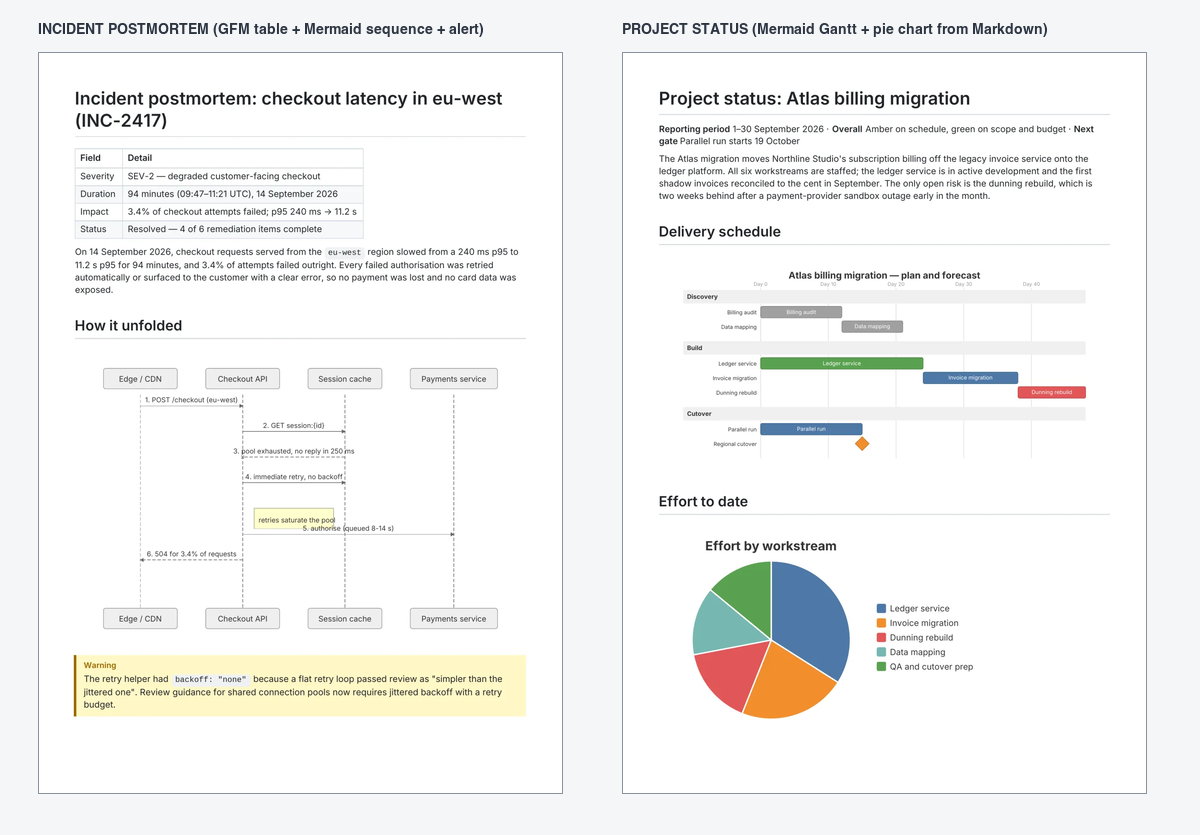 INCIDENT POSTMORTEM (GFM table + Mermaid sequence + alert)
Incident postmortem: checkout latency in eu-west
(INC-2417)
Field Detail
Severity SEV-2 — degraded customer-facing checkout
Duration 94 minutes (09:47–11:21 UTC), 14 September 2026
Impact 3.4% of checkout attempts failed; p95 240 ms → 11.2 s
Status Resolved — 4 of 6 remediation items complete
On 14 September 2026, checkout requests served from the eu-west region slowed from a 240 ms p95 to
11.2 s p95 for 94 minutes, and 3.4% of attempts failed outright. Every failed authorisation was retried
automatically or surfaced to the customer with a clear error, so no payment was lost and no card data was
exposed.
How it unfolded
Edge / CDN Checkout API Session cache Payments service
1. POST /checkout (eu-west)
2. GET session:{id}
3. pool exhausted, no reply in 250 ms
4. immediate retry, no backoff
retries saturate the pool
5. authorise (queued 8-14 s)
6. 504 for 3.4% of requests
Edge / CDN Checkout API Session cache Payments service
Warning
The retry helper had backoff: "none" because a flat retry loop passed review as "simpler than the
jittered one". Review guidance for shared connection pools now requires jittered backoff with a retry
budget.
PROJECT STATUS (Mermaid Gantt + pie chart from Markdown)
Project status: Atlas billing migration
Reporting period 1–30 September 2026 · Overall Amber on schedule, green on scope and budget · Next
gate Parallel run starts 19 October
The Atlas migration moves Northline Studio's subscription billing off the legacy invoice service onto the
ledger platform. All six workstreams are staffed; the ledger service is in active development and the first
shadow invoices reconciled to the cent in September. The only open risk is the dunning rebuild, which is
two weeks behind after a payment-provider sandbox outage early in the month.
Delivery schedule
Atlas billing migration — plan and forecast
Day 0 Day 10 Day 20 Day 30 Day 40
Discovery
Billing audit Billing audit
Data mapping Data mapping
Build
Ledger service Ledger service
Invoice migration Invoice migration
Dunning rebuild Dunning rebuild
Cutover
Parallel run Parallel run
Regional cutover
Effort to date
Effort by workstream
Ledger service
Invoice migration
Dunning rebuild
Data mapping
QA and cutover prep